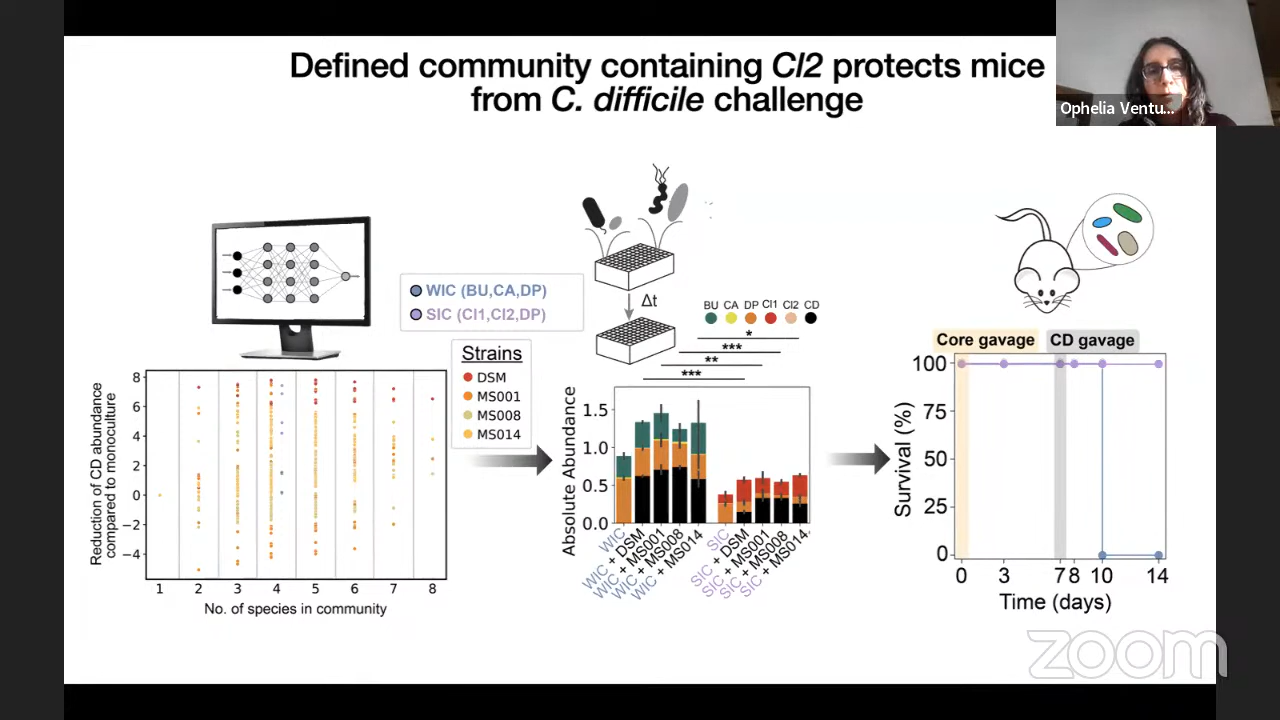 Defined community containing Cl2 protects mice
from C. difficile challenge
Ophelia Ventu...
WIC (BU,CA,DP)
SIC (Cl1,Cl2,DP)
Strains
DSM
MS001
MS008
MS014
Reduction of CD abundance
compared to monoculture
8
6
4
2
0
−2
−4
1 2 3 4 5 6 7 8
No. of species in community
Δt
BU CA DP Cl1 Cl2 CD
*
***
**
***
Absolute Abundance
1.5
1.0
0.5
0.0
WIC
WIC + DSM
WIC + MS001
WIC + MS008
WIC + MS014
SIC
SIC + DSM
SIC + MS001
SIC + MS008
SIC + MS014
Core gavage
CD gavage
Survival (%)
100
75
50
25
0
0 3 7 8 10 14
Time (days)
zoom